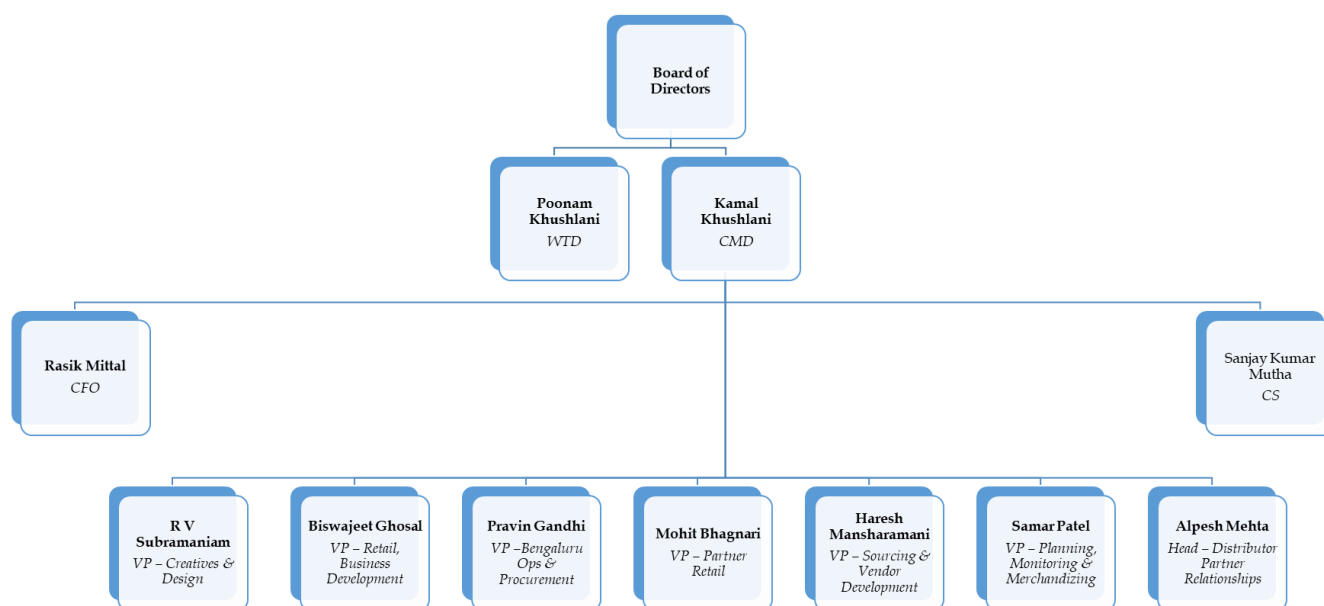 Board of
Directors
Poonam
Khushlani
WTD
Kamal
Khushlani
CMD
Rasik Mittal
CFO
Sanjay Kumar
Mutha
CS
R V
Subramaniam
VP – Creatives &
Design
Biswajeet Ghosal
VP – Retail,
Business
Development
Pravin Gandhi
VP –Bengaluru
Ops &
Procurement
Mohit Bhagnari
VP – Partner
Retail
Haresh
Mansharamani
VP – Sourcing &
Vendor
Development
Samar Patel
VP – Planning,
Monitoring &
Merchandizing
Alpesh Mehta
Head – Distributor
Partner
Relationships